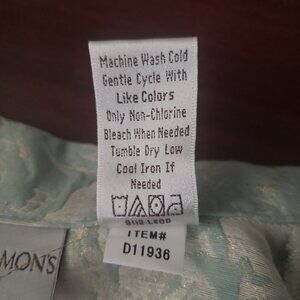 Machine Wash Cold
Gentle Cycle With
Like Colors
Only Non-Chlorine
Bleach When Needed
Tumble Dry Low
Cool Iron If
Needed
ITEM#
D11936
MON'S